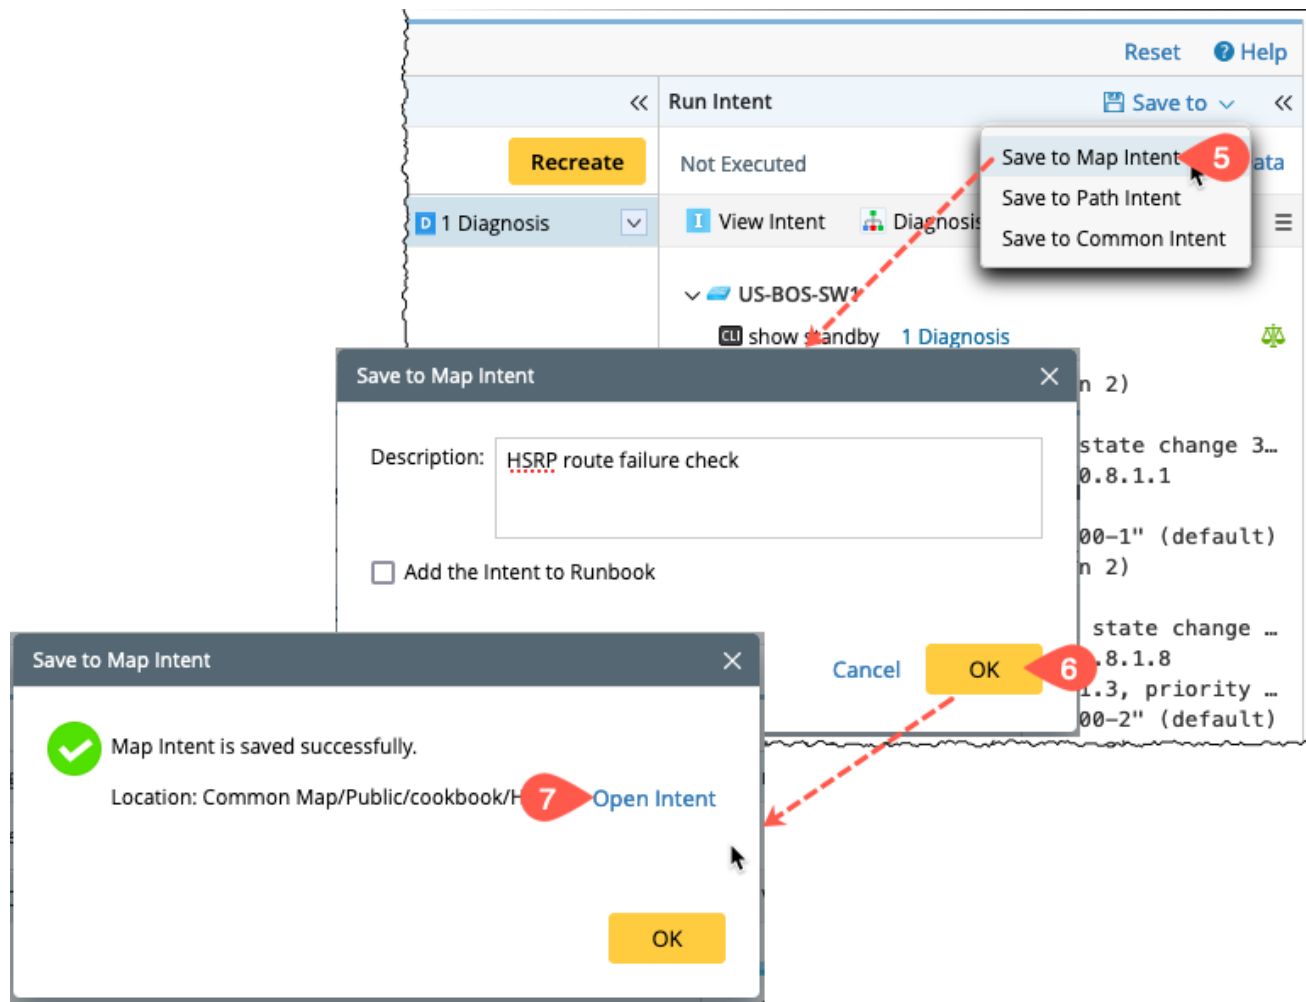 Reset Help
Run Intent Save to
Recreate
Not Executed
Save to Map Intent 5 ata
Save to Path Intent
Save to Common Intent
D 1 Diagnosis
I View Intent Diagnosis
US-BOS-SW1
CLI show standby 1 Diagnosis
Save to Map Intent
n 2)
state change 3…
0.8.1.1
00-1" (default)
n 2)
state change …
.8.1.8
1.3, priority …
00-2" (default)
Description: HSRP route failure check
Add the Intent to Runbook
Cancel OK 6
Save to Map Intent
Map Intent is saved successfully.
Location: Common Map/Public/cookbook/H 7 Open Intent
OK